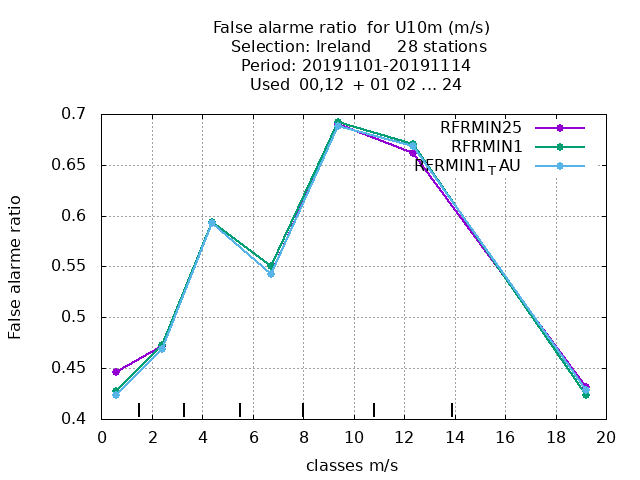 False alarme ratio  for U10m (m/s)
Selection: Ireland     28 stations
Period: 20191101-20191114
Used  00,12  + 01 02 ... 24
RFRMIN25
RFRMIN1
RFRMIN1TAU
False alarme ratio
0.7
0.65
0.6
0.55
0.5
0.45
0.4
0 2 4 6 8 10 12 14 16 18 20
classes m/s